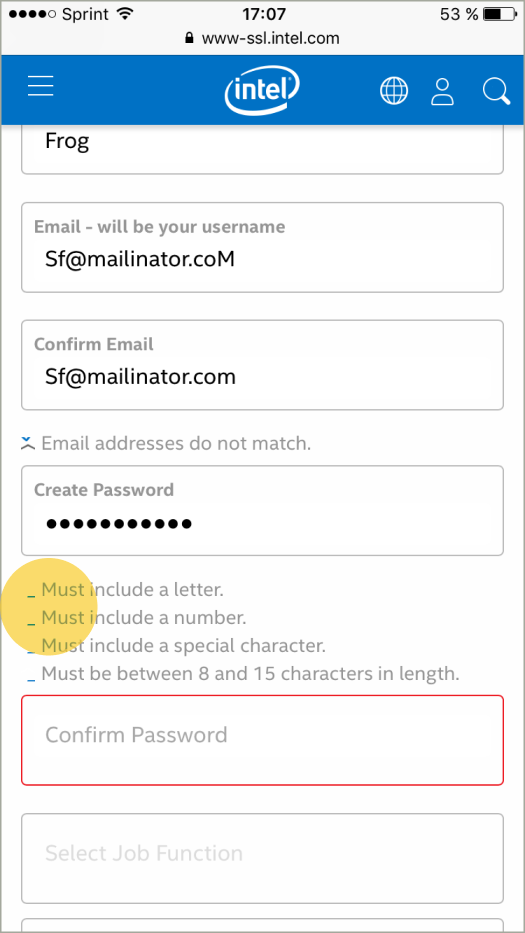 Sprint 17:07 53 %
www-ssl.intel.com
intel
Frog
Email - will be your username
Sf@mailinator.coM
Confirm Email
Sf@mailinator.com
Email addresses do not match.
Create Password
•••••••••••
Must include a letter.
Must include a number.
Must include a special character.
Must be between 8 and 15 characters in length.
Confirm Password
Select Job Function